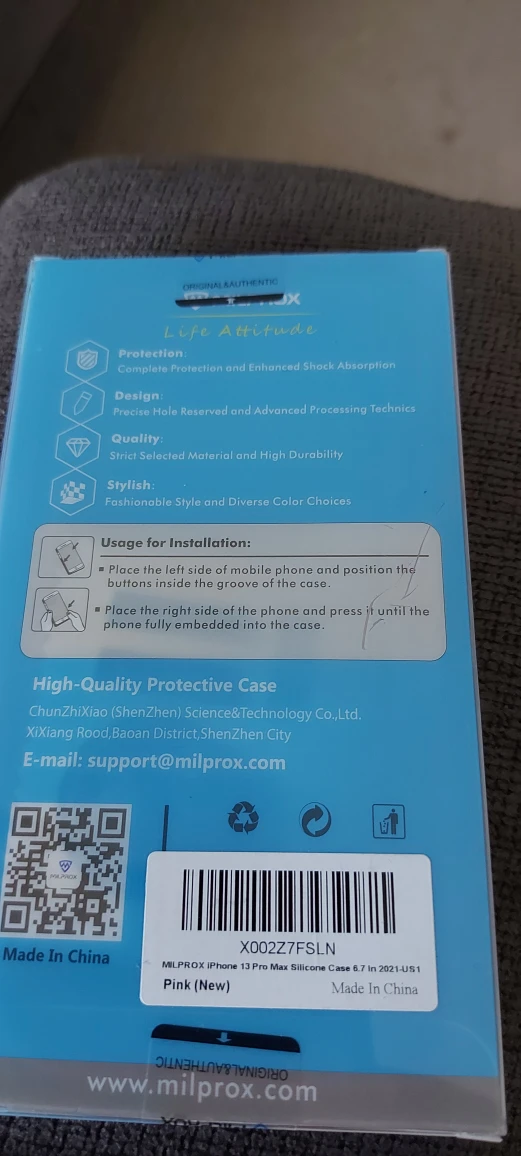 ORIGINAL&AUTHENTIC
Life Attitude
Protection:
Complete Protection and Enhanced Shock Absorption
Design:
Precise Hole Reserved and Advanced Processing Technics
Quality:
Strict Selected Material and High Durability
Stylish:
Fashionable Style and Diverse Color Choices
Usage for Installation:
▪ Place the left side of mobile phone and position the
buttons inside the groove of the case.
▪ Place the right side of the phone and press it until the
phone fully embedded into the case.
High-Quality Protective Case
ChunZhiXiao (ShenZhen) Science&Technology Co.,Ltd.
XiXiang Rood,Baoan District,ShenZhen City
E-mail: support@milprox.com
MILPROX
Made In China
X002Z7FSLN
MILPROX iPhone 13 Pro Max Silicone Case 6.7 in 2021-US1
Pink (New) Made In China
ORIGINAL&AUTHENTIC
www.milprox.com